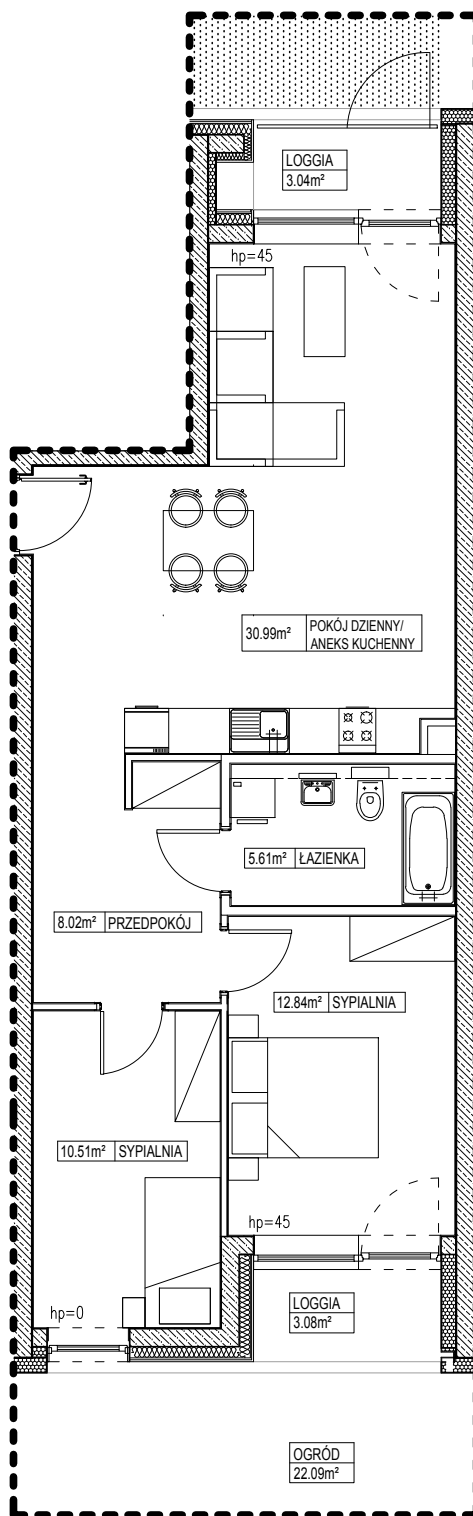 LOGGIA
3.04m²
hp=45
30.99m² POKÓJ DZIENNY/
ANEKS KUCHENNY
5.61m² ŁAZIENKA
8.02m² PRZEDPOKÓJ
12.84m² SYPIALNIA
10.51m² SYPIALNIA
hp=45
hp=0
LOGGIA
3.08m²
OGRÓD
22.09m²